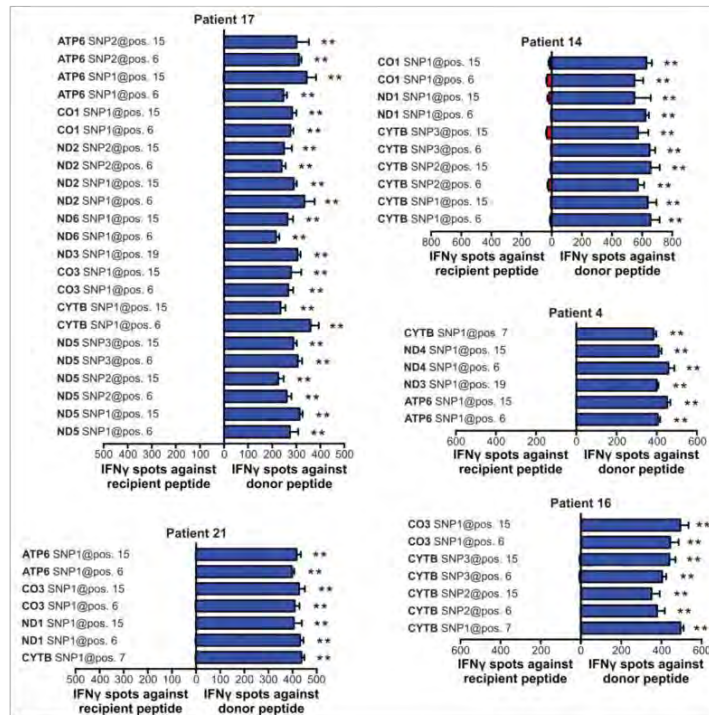 Patient 17
ATP6 SNP2@pos. 15 **
ATP6 SNP2@pos. 6 **
ATP6 SNP1@pos. 15 **
ATP6 SNP1@pos. 6 **
CO1 SNP1@pos. 15 **
CO1 SNP1@pos. 6 **
ND2 SNP2@pos. 15 **
ND2 SNP2@pos. 6 **
ND2 SNP1@pos. 15 **
ND2 SNP1@pos. 6 **
ND6 SNP1@pos. 15 **
ND6 SNP1@pos. 6 **
ND3 SNP1@pos. 19 **
CO3 SNP1@pos. 15 **
CO3 SNP1@pos. 6 **
CYTB SNP1@pos. 15 **
CYTB SNP1@pos. 6 **
ND5 SNP3@pos. 15 **
ND5 SNP3@pos. 6 **
ND5 SNP2@pos. 15 **
ND5 SNP2@pos. 6 **
ND5 SNP1@pos. 15 **
ND5 SNP1@pos. 6 **
500 400 300 200 100 0 100 200 300 400 500
IFNγ spots against IFNγ spots against
recipient peptide donor peptide
Patient 14
CO1 SNP1@pos. 15 **
CO1 SNP1@pos. 6 **
ND1 SNP1@pos. 15 **
ND1 SNP1@pos. 6 **
CYTB SNP3@pos. 15 **
CYTB SNP3@pos. 6 **
CYTB SNP2@pos. 15 **
CYTB SNP2@pos. 6 **
CYTB SNP1@pos. 15 **
CYTB SNP1@pos. 6 **
800 600 400 200 0 200 400 600 800
IFNγ spots against IFNγ spots against
recipient peptide donor peptide
Patient 4
CYTB SNP1@pos. 7 **
ND4 SNP1@pos. 15 **
ND4 SNP1@pos. 6 **
ND3 SNP1@pos. 19 **
ATP6 SNP1@pos. 15 **
ATP6 SNP1@pos. 6 **
600 400 200 0 200 400 600
IFNγ spots against IFNγ spots against
recipient peptide donor peptide
Patient 21
ATP6 SNP1@pos. 15 **
ATP6 SNP1@pos. 6 **
CO3 SNP1@pos. 15 **
CO3 SNP1@pos. 6 **
ND1 SNP1@pos. 15 **
ND1 SNP1@pos. 6 **
CYTB SNP1@pos. 7 **
500 400 300 200 100 0 100 200 300 400 500
IFNγ spots against IFNγ spots against
recipient peptide donor peptide
Patient 16
CO3 SNP1@pos. 15 **
CO3 SNP1@pos. 6 **
CYTB SNP3@pos. 15 **
CYTB SNP3@pos. 6 **
CYTB SNP2@pos. 15 **
CYTB SNP2@pos. 6 **
CYTB SNP1@pos. 7 **
600 400 200 0 200 400 600
IFNγ spots against IFNγ spots against
recipient peptide donor peptide